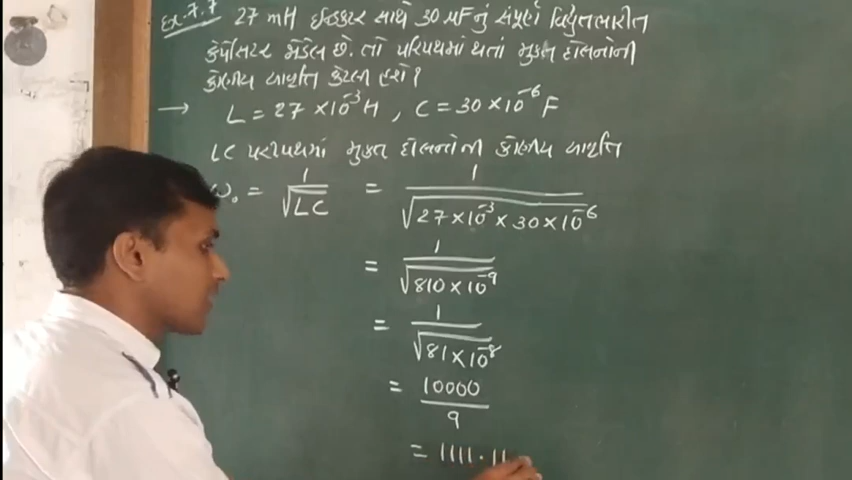 Ex-7.7 27 mH ઈન્ડક્ટર સાથે 30 μF નું સંપૂર્ણ વિદ્યુતભારીત
કેપેસિટર જોડેલ છે. તો પરિપથમાં થતાં મુક્ત દોલનોની
કોણીય આવૃત્તિ કેટલી હશે?
→ L = 27 × 10⁻³ H , C = 30 × 10⁻⁶ F
LC પરીપથમાં મુક્ત દોલનોની કોણીય આવૃત્તિ
ω₀ = 1/√LC = 1/√27×10⁻³×30×10⁻⁶
= 1/√810×10⁻⁹
= 1/√81×10⁻⁸
= 10000/9
= 1111.11